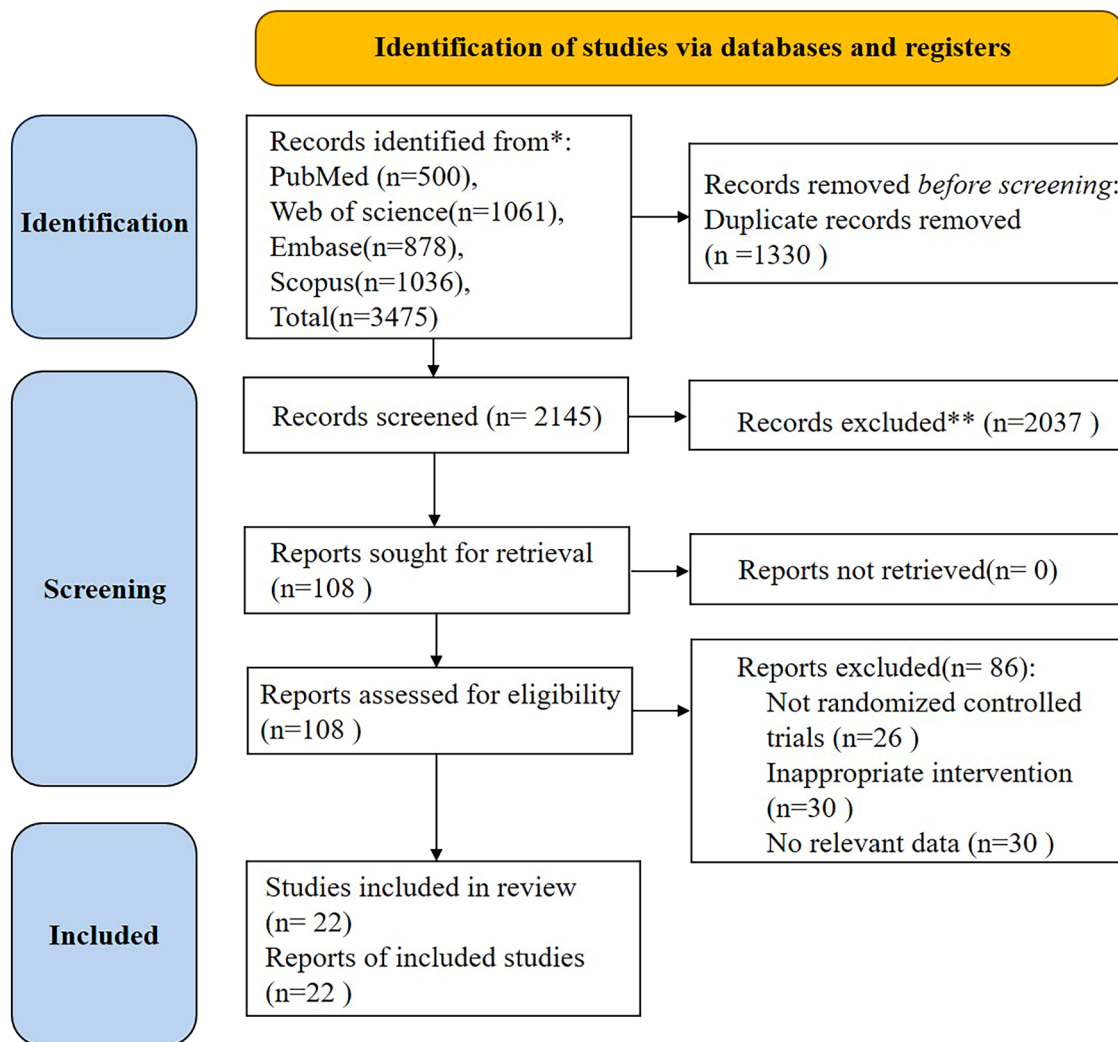 Identification of studies via databases and registers
Identification
Records identified from*:
PubMed (n=500),
Web of science(n=1061),
Embase(n=878),
Scopus(n=1036),
Total(n=3475)
Records removed before screening:
Duplicate records removed
(n =1330 )
Screening
Records screened (n= 2145)
Records excluded** (n=2037 )
Reports sought for retrieval
(n=108 )
Reports not retrieved(n= 0)
Reports assessed for eligibility
(n=108 )
Reports excluded(n= 86):
Not randomized controlled
trials (n=26 )
Inappropriate intervention
(n=30 )
No relevant data (n=30 )
Included
Studies included in review
(n= 22)
Reports of included studies
(n=22 )